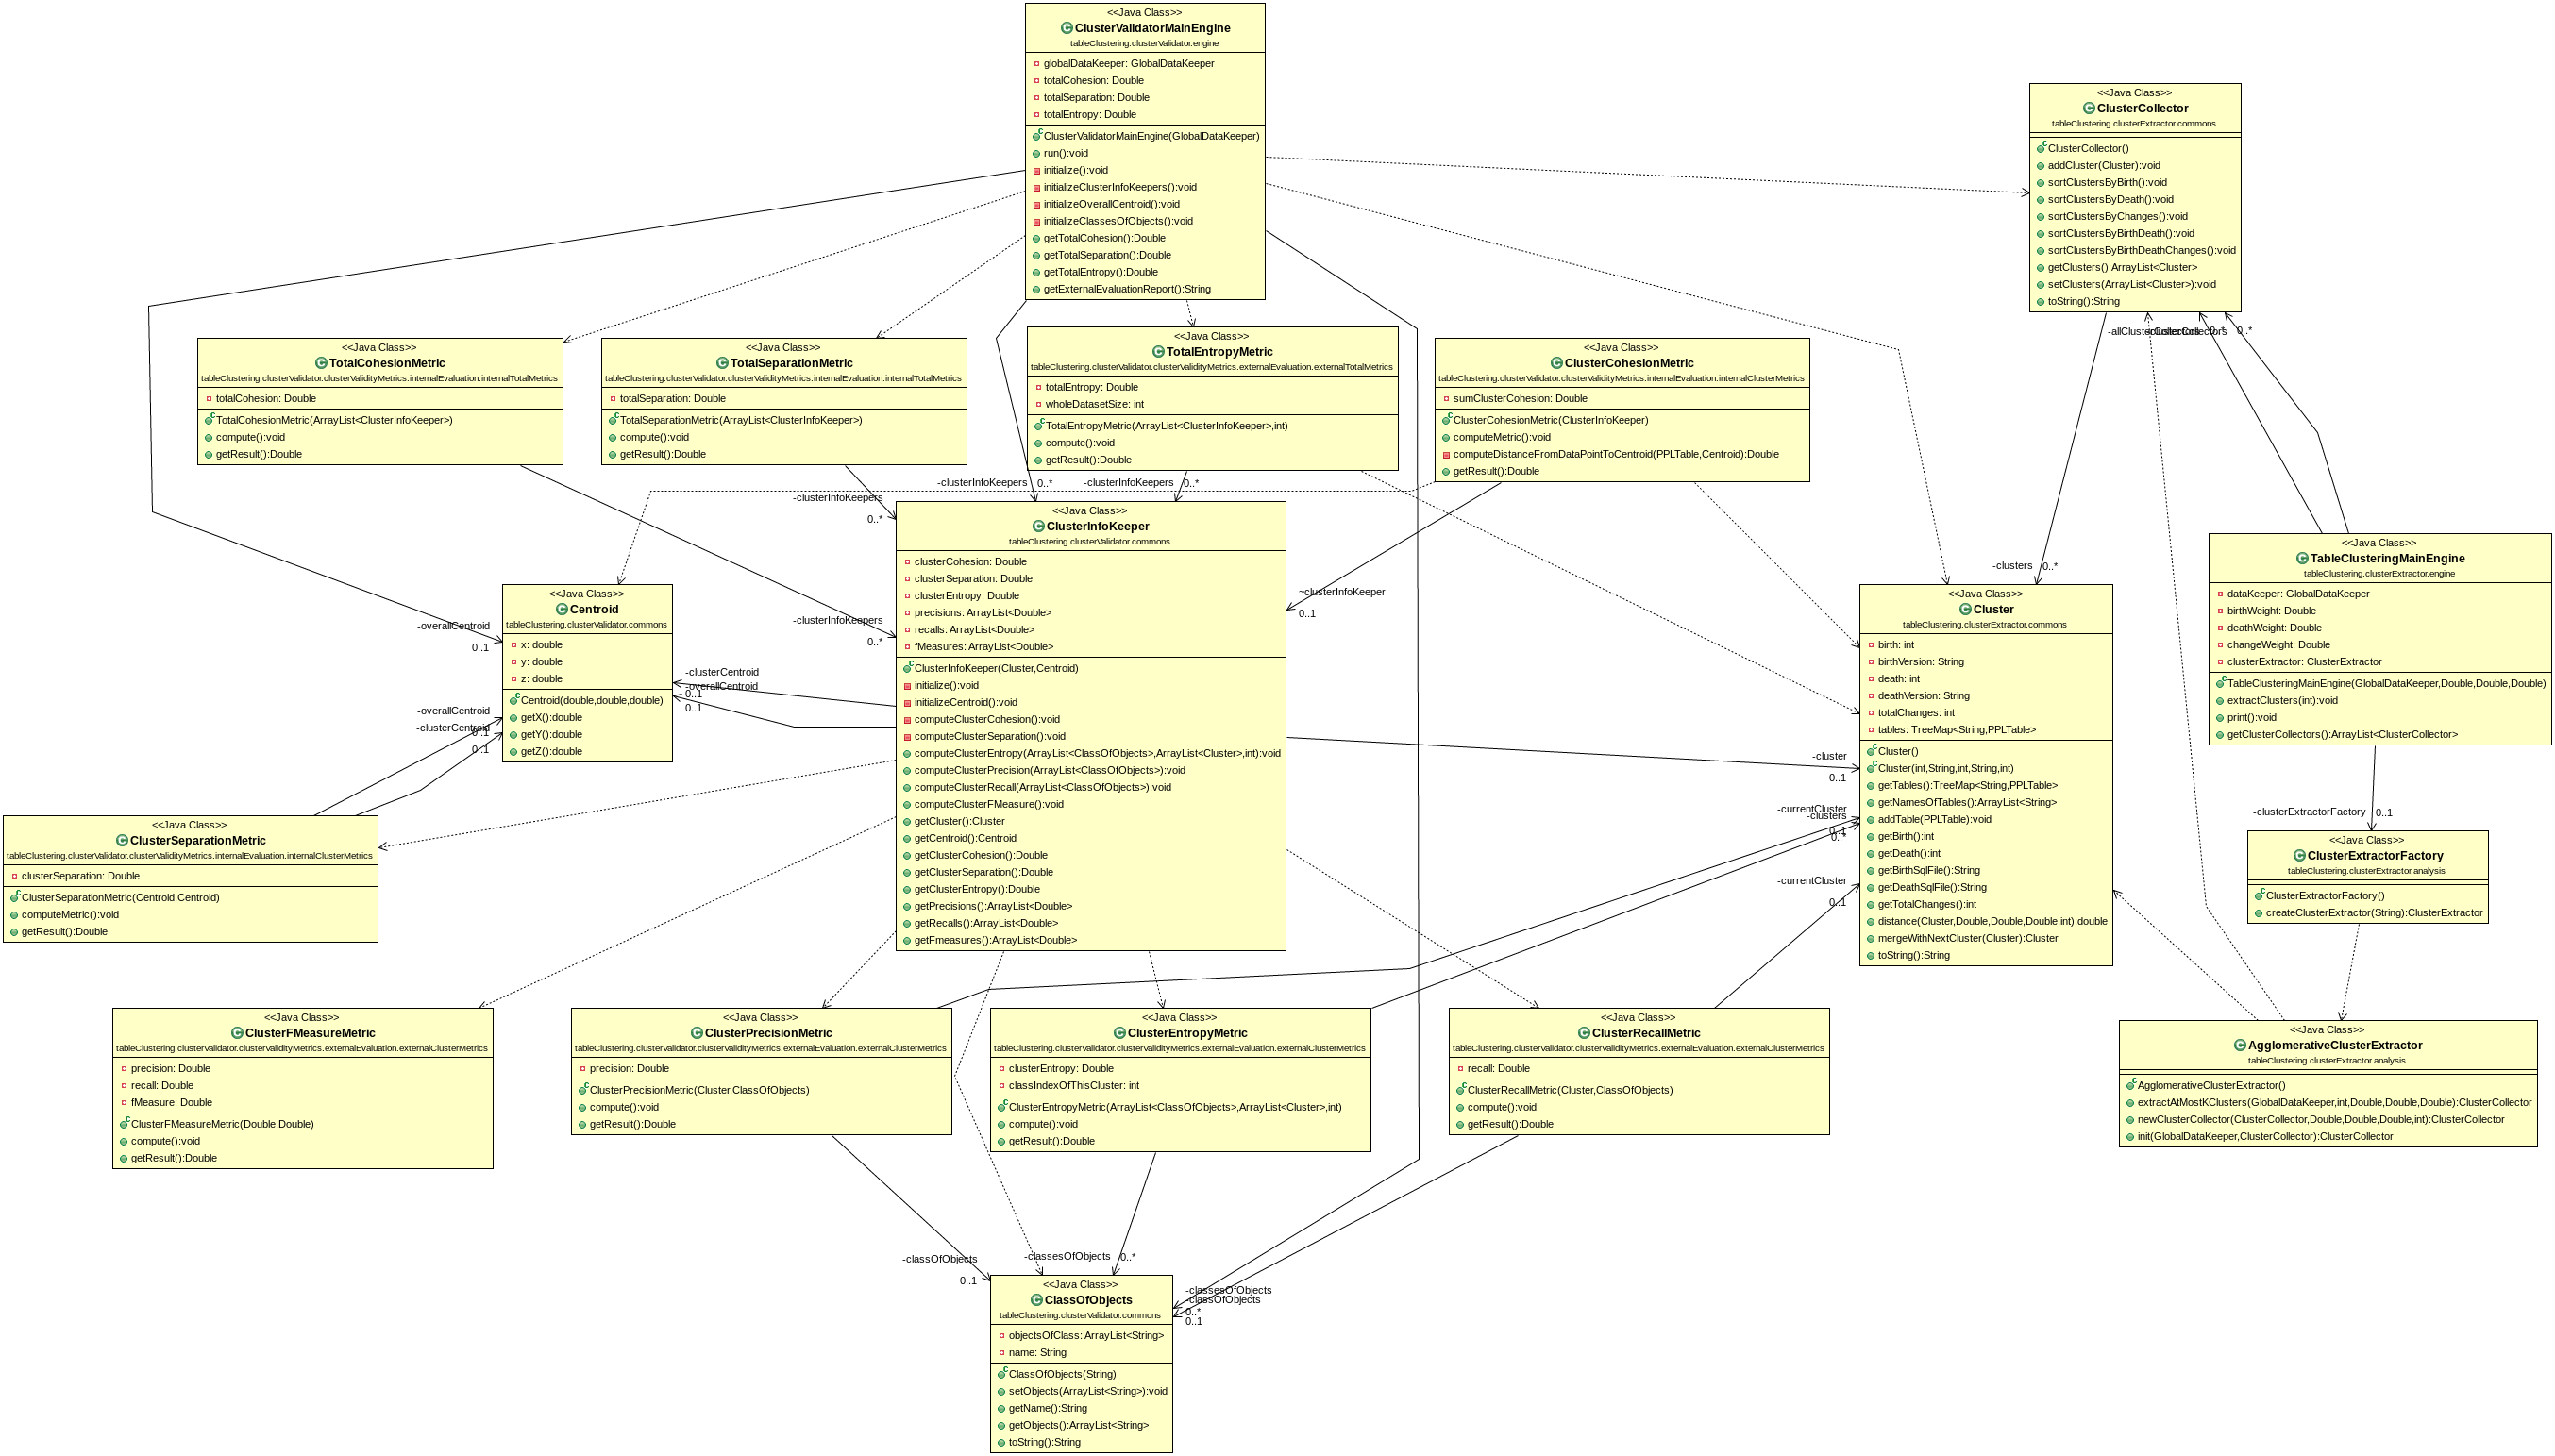 <<Java Class>>
ClusterValidatorMainEngine
tableClustering.clusterValidator.engine
globalDataKeeper: GlobalDataKeeper
totalCohesion: Double
totalSeparation: Double
totalEntropy: Double
ClusterValidatorMainEngine(GlobalDataKeeper)
run():void
initialize():void
initializeClusterInfoKeepers():void
initializeOverallCentroid():void
initializeClassesOfObjects():void
getTotalCohesion():Double
getTotalSeparation():Double
getTotalEntropy():Double
getExternalEvaluationReport():String
<<Java Class>>
ClusterCollector
tableClustering.clusterExtractor.commons
ClusterCollector()
addCluster(Cluster):void
sortClustersByBirth():void
sortClustersByDeath():void
sortClustersByChanges():void
sortClustersByBirthDeath():void
sortClustersByBirthDeathChanges():void
getClusters():ArrayList<Cluster>
setClusters(ArrayList<Cluster>):void
toString():String
-allClusterCollectors
-clusterCollectors
0..*
0..*
<<Java Class>>
TotalCohesionMetric
tableClustering.clusterValidator.clusterValidityMetrics.internalEvaluation.internalTotalMetrics
totalCohesion: Double
TotalCohesionMetric(ArrayList<ClusterInfoKeeper>)
compute():void
getResult():Double
<<Java Class>>
TotalSeparationMetric
tableClustering.clusterValidator.clusterValidityMetrics.internalEvaluation.internalTotalMetrics
totalSeparation: Double
TotalSeparationMetric(ArrayList<ClusterInfoKeeper>)
compute():void
getResult():Double
<<Java Class>>
TotalEntropyMetric
tableClustering.clusterValidator.clusterValidityMetrics.externalEvaluation.externalTotalMetrics
totalEntropy: Double
wholeDatasetSize: int
TotalEntropyMetric(ArrayList<ClusterInfoKeeper>,int)
compute():void
getResult():Double
<<Java Class>>
ClusterCohesionMetric
tableClustering.clusterValidator.clusterValidityMetrics.internalEvaluation.internalClusterMetrics
sumClusterCohesion: Double
ClusterCohesionMetric(ClusterInfoKeeper)
computeMetric():void
computeDistanceFromDataPointToCentroid(PPLTable,Centroid):Double
getResult():Double
-clusterInfoKeepers
0..*
-clusterInfoKeepers
0..*
-clusterInfoKeepers
0..*
-clusterInfoKeepers
0..*
~clusterInfoKeeper
0..1
<<Java Class>>
ClusterInfoKeeper
tableClustering.clusterValidator.commons
clusterCohesion: Double
clusterSeparation: Double
clusterEntropy: Double
precisions: ArrayList<Double>
recalls: ArrayList<Double>
fMeasures: ArrayList<Double>
ClusterInfoKeeper(Cluster,Centroid)
initialize():void
initializeCentroid():void
computeClusterCohesion():void
computeClusterSeparation():void
computeClusterEntropy(ArrayList<ClassOfObjects>,ArrayList<Cluster>,int):void
computeClusterPrecision(ArrayList<ClassOfObjects>):void
computeClusterRecall(ArrayList<ClassOfObjects>):void
computeClusterFMeasure():void
getCluster():Cluster
getCentroid():Centroid
getClusterCohesion():Double
getClusterSeparation():Double
getClusterEntropy():Double
getPrecisions():ArrayList<Double>
getRecalls():ArrayList<Double>
getFmeasures():ArrayList<Double>
<<Java Class>>
Centroid
tableClustering.clusterValidator.commons
x: double
y: double
z: double
Centroid(double,double,double)
getX():double
getY():double
getZ():double
-overallCentroid
0..1
-clusterCentroid
0..1
-overallCentroid
0..1
-overallCentroid
0..1
-clusterCentroid
0..1
-clusters
0..*
<<Java Class>>
Cluster
tableClustering.clusterExtractor.commons
birth: int
birthVersion: String
death: int
deathVersion: String
totalChanges: int
tables: TreeMap<String,PPLTable>
Cluster()
Cluster(int,String,int,String,int)
getTables():TreeMap<String,PPLTable>
getNamesOfTables():ArrayList<String>
addTable(PPLTable):void
getBirth():int
getDeath():int
getBirthSqlFile():String
getDeathSqlFile():String
getTotalChanges():int
distance(Cluster,Double,Double,Double,int):double
mergeWithNextCluster(Cluster):Cluster
toString():String
-cluster
0..1
-currentCluster
-clusters
0..1
0..*
-currentCluster
0..1
<<Java Class>>
TableClusteringMainEngine
tableClustering.clusterExtractor.engine
dataKeeper: GlobalDataKeeper
birthWeight: Double
deathWeight: Double
changeWeight: Double
clusterExtractor: ClusterExtractor
TableClusteringMainEngine(GlobalDataKeeper,Double,Double,Double)
extractClusters(int):void
print():void
getClusterCollectors():ArrayList<ClusterCollector>
-clusterExtractorFactory
0..1
<<Java Class>>
ClusterExtractorFactory
tableClustering.clusterExtractor.analysis
ClusterExtractorFactory()
createClusterExtractor(String):ClusterExtractor
<<Java Class>>
ClusterSeparationMetric
tableClustering.clusterValidator.clusterValidityMetrics.internalEvaluation.internalClusterMetrics
clusterSeparation: Double
ClusterSeparationMetric(Centroid,Centroid)
computeMetric():void
getResult():Double
<<Java Class>>
ClusterFMeasureMetric
tableClustering.clusterValidator.clusterValidityMetrics.externalEvaluation.externalClusterMetrics
precision: Double
recall: Double
fMeasure: Double
ClusterFMeasureMetric(Double,Double)
compute():void
getResult():Double
<<Java Class>>
ClusterPrecisionMetric
tableClustering.clusterValidator.clusterValidityMetrics.externalEvaluation.externalClusterMetrics
precision: Double
ClusterPrecisionMetric(Cluster,ClassOfObjects)
compute():void
getResult():Double
<<Java Class>>
ClusterEntropyMetric
tableClustering.clusterValidator.clusterValidityMetrics.externalEvaluation.externalClusterMetrics
clusterEntropy: Double
classIndexOfThisCluster: int
ClusterEntropyMetric(ArrayList<ClassOfObjects>,ArrayList<Cluster>,int)
compute():void
getResult():Double
<<Java Class>>
ClusterRecallMetric
tableClustering.clusterValidator.clusterValidityMetrics.externalEvaluation.externalClusterMetrics
recall: Double
ClusterRecallMetric(Cluster,ClassOfObjects)
compute():void
getResult():Double
<<Java Class>>
AgglomerativeClusterExtractor
tableClustering.clusterExtractor.analysis
AgglomerativeClusterExtractor()
extractAtMostKClusters(GlobalDataKeeper,int,Double,Double,Double):ClusterCollector
newClusterCollector(ClusterCollector,Double,Double,Double,int):ClusterCollector
init(GlobalDataKeeper,ClusterCollector):ClusterCollector
-classOfObjects
0..1
-classesOfObjects
0..*
-classesOfObjects
-classOfObjects
0..*
0..1
<<Java Class>>
ClassOfObjects
tableClustering.clusterValidator.commons
objectsOfClass: ArrayList<String>
name: String
ClassOfObjects(String)
setObjects(ArrayList<String>):void
getName():String
getObjects():ArrayList<String>
toString():String